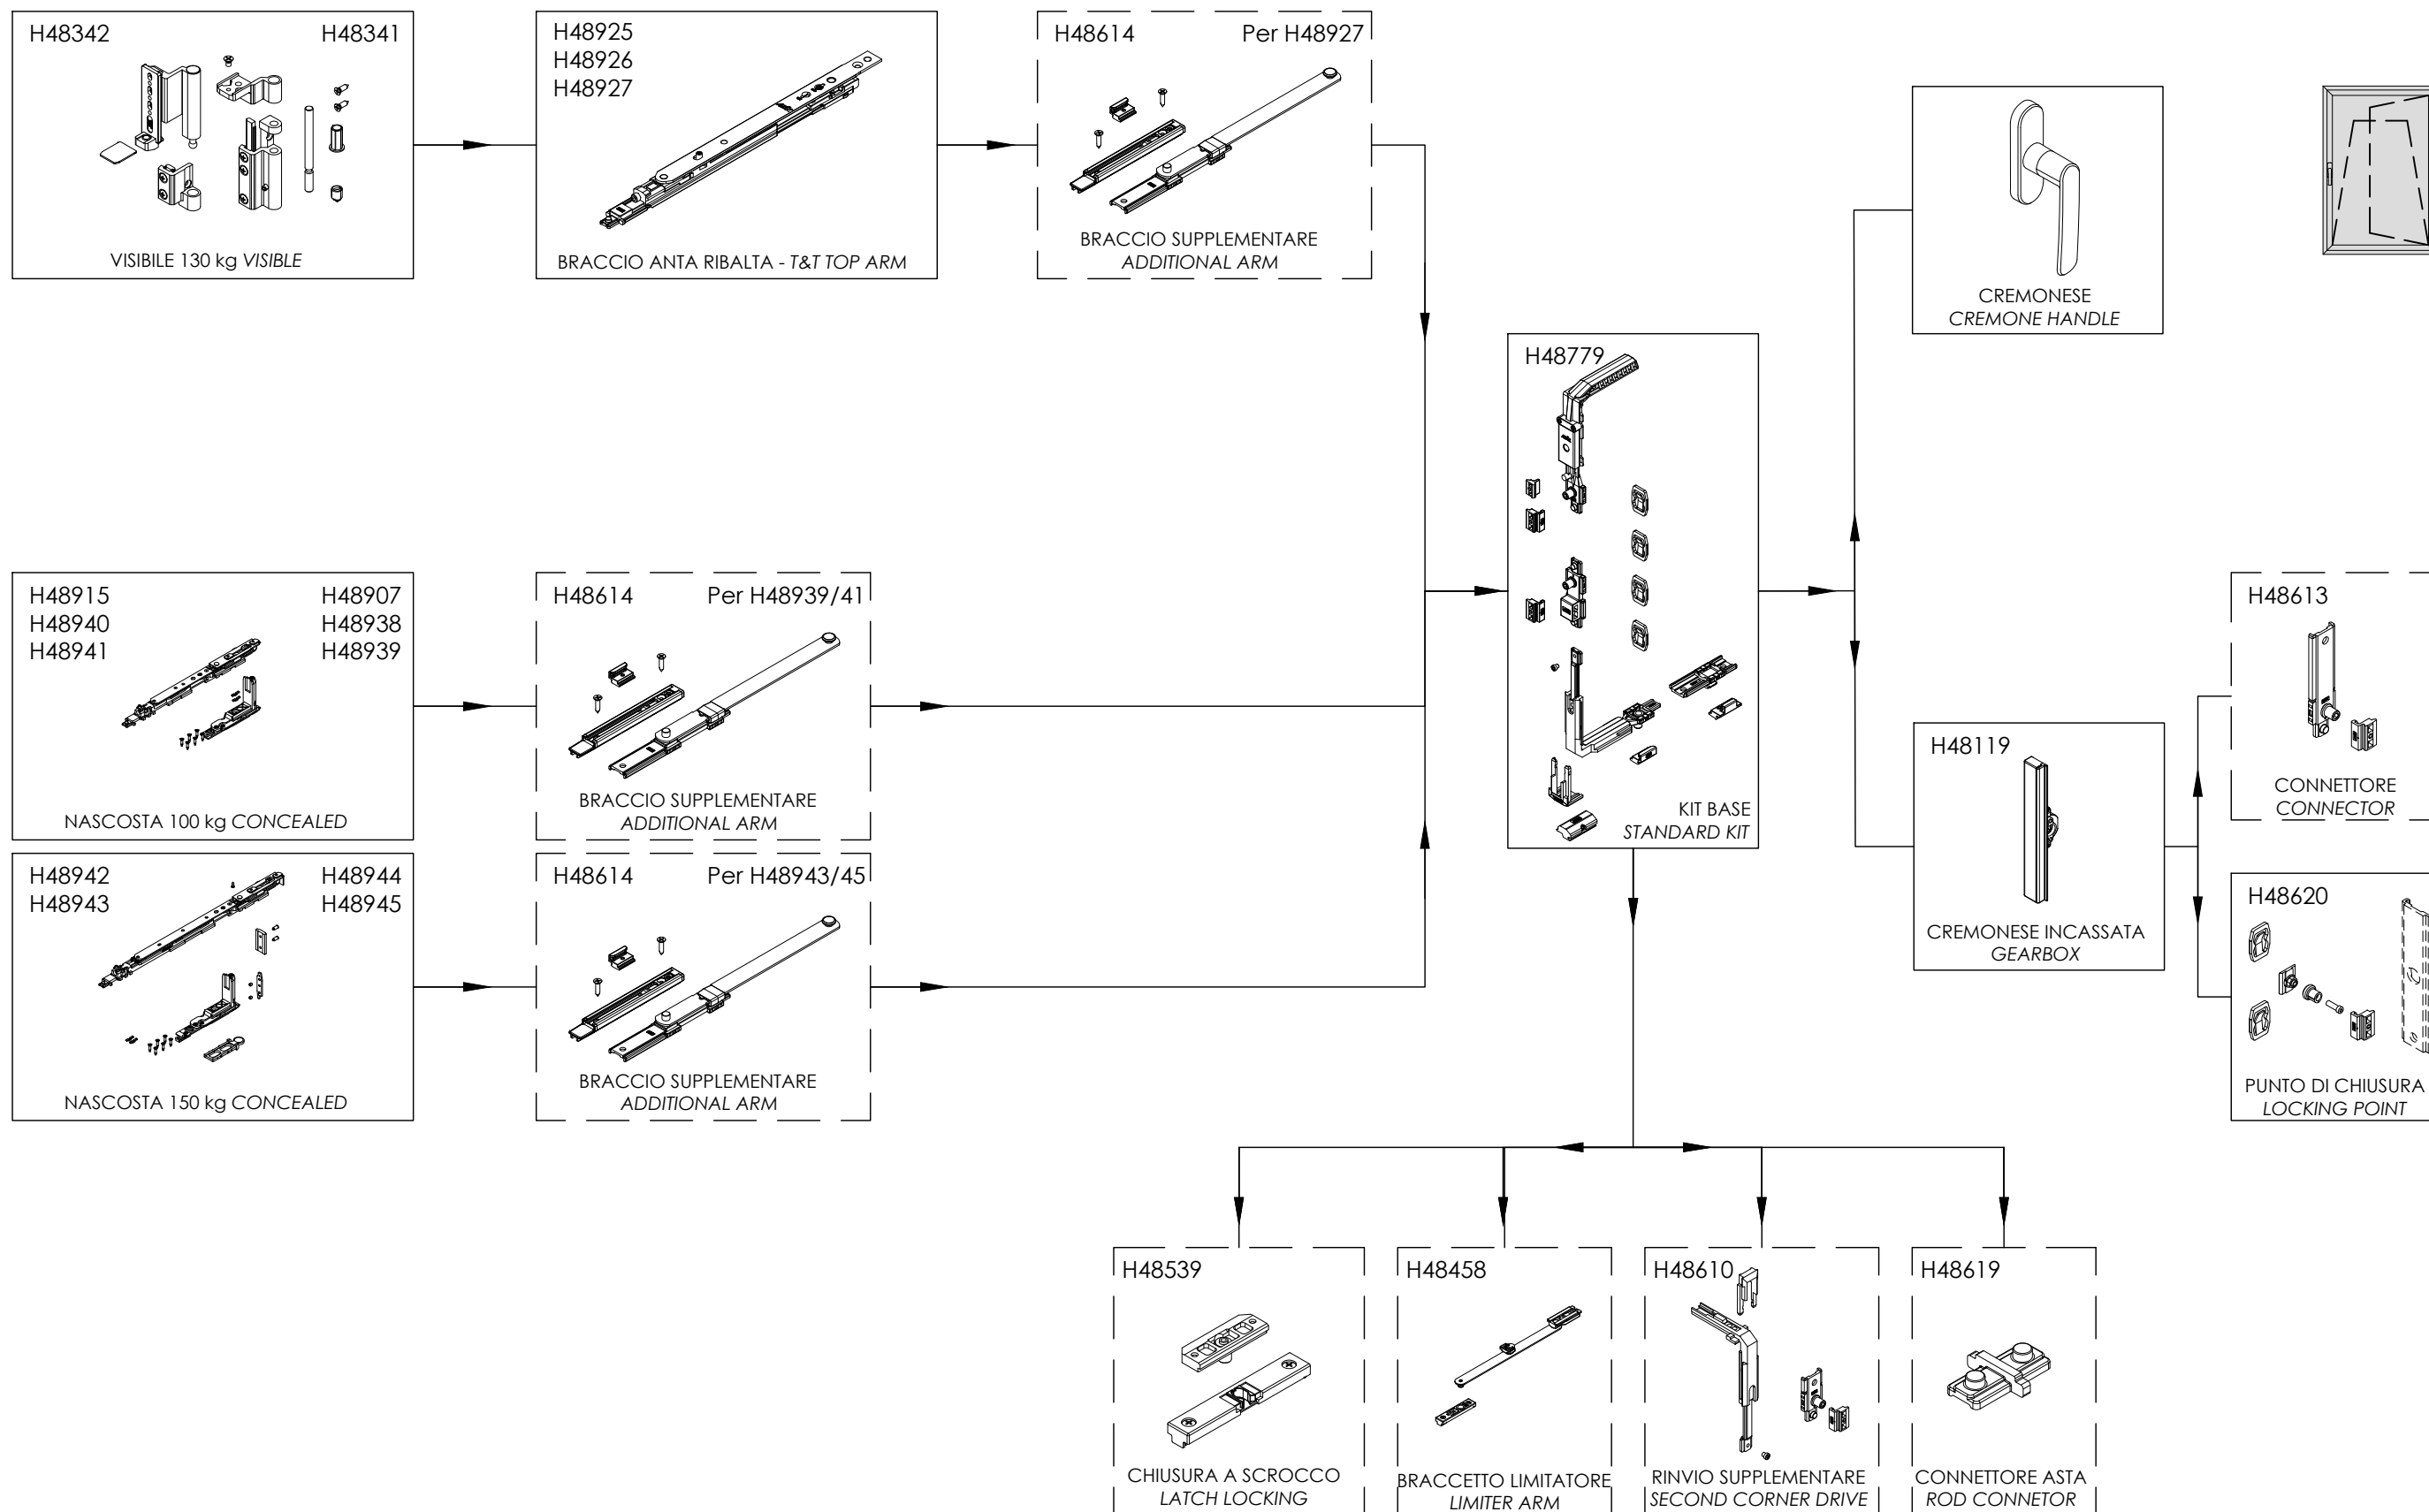 H48342 H48341
VISIBILE 130 kg VISIBLE
H48925
H48926
H48927
BRACCIO ANTA RIBALTA - T&T TOP ARM
H48614 Per H48927
BRACCIO SUPPLEMENTARE
ADDITIONAL ARM
CREMONESE
CREMONE HANDLE
H48779
KIT BASE
STANDARD KIT
H48915 H48907
H48940 H48938
H48941 H48939
NASCOSTA 100 kg CONCEALED
H48614 Per H48939/41
BRACCIO SUPPLEMENTARE
ADDITIONAL ARM
H48613
CONNETTORE
CONNECTOR
H48119
CREMONESE INCASSATA
GEARBOX
H48942 H48944
H48943 H48945
NASCOSTA 150 kg CONCEALED
H48614 Per H48943/45
BRACCIO SUPPLEMENTARE
ADDITIONAL ARM
H48620
PUNTO DI CHIUSURA
LOCKING POINT
H48539
CHIUSURA A SCROCCO
LATCH LOCKING
H48458
BRACCETTO LIMITATORE
LIMITER ARM
H48610
RINVIO SUPPLEMENTARE
SECOND CORNER DRIVE
H48619
CONNETTORE ASTA
ROD CONNETOR